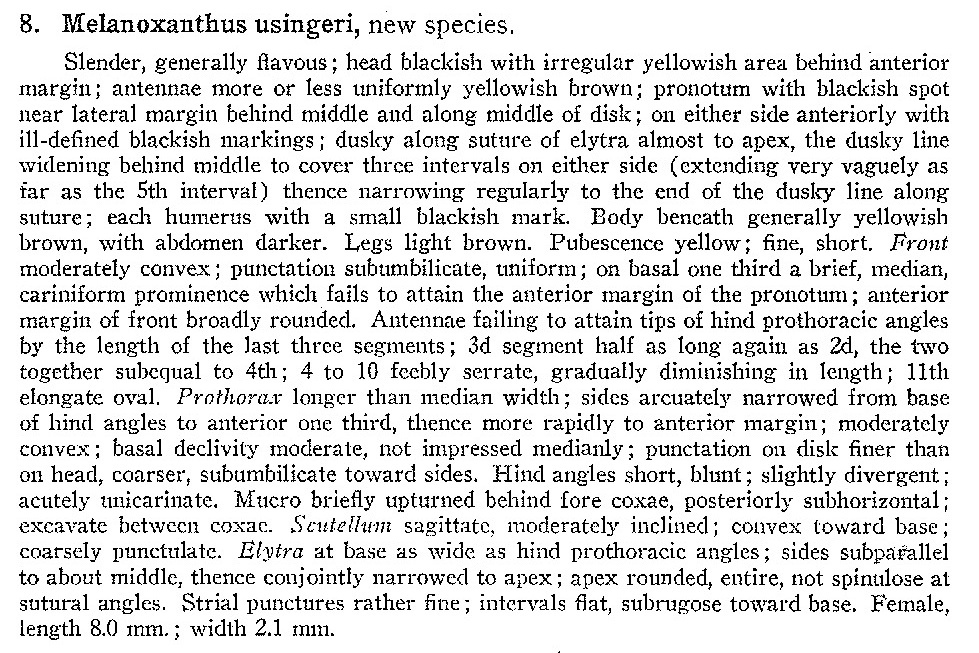 8. Melanoxanthus usingeri, new species.
Slender, generally flavous; head blackish with irregular yellowish area behind anterior
margin; antennae more or less uniformly yellowish brown; pronotum with blackish spot
near lateral margin behind middle and along middle of disk; on either side anteriorly with
ill-defined blackish markings; dusky along suture of elytra almost to apex, the dusky line
widening behind middle to cover three intervals on either side (extending very vaguely as
far as the 5th interval) thence narrowing regularly to the end of the dusky line along
suture; each humerus with a small blackish mark. Body beneath generally yellowish
brown, with abdomen darker. Legs light brown. Pubescence yellow; fine, short. Front
moderately convex; punctation subumbilicate, uniform; on basal one third a brief, median,
cariniform prominence which fails to attain the anterior margin of the pronotum; anterior
margin of front broadly rounded. Antennae failing to attain tips of hind prothoracic angles
by the length of the last three segments; 3d segment half as long again as 2d, the two
together subequal to 4th; 4 to 10 feebly serrate, gradually diminishing in length; 11th
elongate oval. Prothorax longer than median width; sides arcuately narrowed from base
of hind angles to anterior one third, thence more rapidly to anterior margin; moderately
convex; basal declivity moderate, not impressed medianly; punctation on disk finer than
on head, coarser, subumbilicate toward sides. Hind angles short, blunt; slightly divergent;
acutely unicarinate. Mucro briefly upturned behind fore coxae, posteriorly subhorizontal;
excavate between coxae. Scutellum sagittate, moderately inclined; convex toward base;
coarsely punctulate. Elytra at base as wide as hind prothoracic angles; sides subparallel
to about middle, thence conjointly narrowed to apex; apex rounded, entire, not spinulose at
sutural angles. Strial punctures rather fine; intervals flat, subrugose toward base. Female,
length 8.0 mm.; width 2.1 mm.